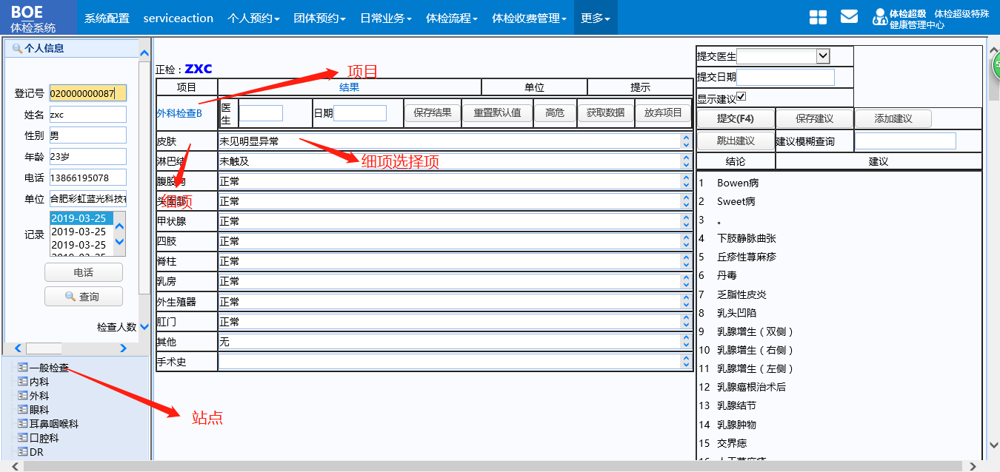 BOE
体检系统
系统配置 serviceaction 个人预约 团体预约 日常业务 体检流程 体检收费管理 更多
体检超级 体检超级特殊
健康管理中心
个人信息
登记号 020000000087
姓名 zxc
性别 男
年龄 23岁
电话 13866195078
单位 合肥彩虹蓝光科技有
记录 2019-03-25
2019-03-25
2019-03-25
2019-03-25
电话
查询
检查人数
一般检查
内科
外科
眼科
耳鼻咽喉科
口腔科
DR
站点
正检：ZXC
项目
项目 结果 单位 提示
外科检查B 医生 日期 保存结果 重置默认值 高危 获取数据 放弃项目
皮肤 未见明显异常
细项选择项
淋巴结 未触及
腹股沟 正常
细项
头面部 正常
甲状腺 正常
四肢 正常
脊柱 正常
乳房 正常
外生殖器 正常
肛门 正常
其他 无
手术史
提交医生
提交日期
显示建议
提交(F4) 保存建议 添加建议
跳出建议 建议模糊查询
结论 建议
1 Bowen病
2 Sweet病
3 。
4 下肢静脉曲张
5 丘疹性荨麻疹
6 丹毒
7 乏脂性皮炎
8 乳头凹陷
9 乳腺增生（双侧）
10 乳腺增生（右侧）
11 乳腺增生（左侧）
12 乳腺癌根治术后
13 乳腺结节
14 乳腺肿物
15 交界痣